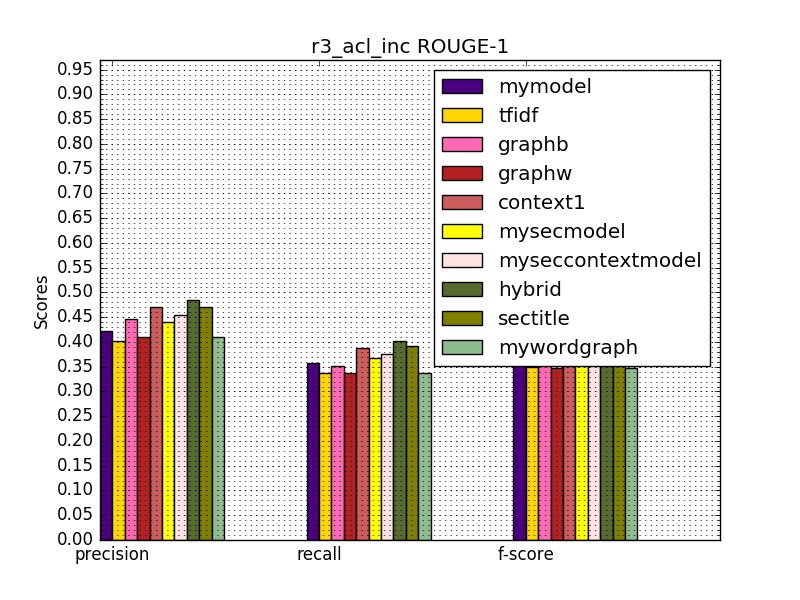 r3_acl_inc ROUGE-1
0.95
0.90
0.85
0.80
0.75
0.70
0.65
0.60
0.55
0.50
0.45
0.40
0.35
0.30
0.25
0.20
0.15
0.10
0.05
0.00
Scores
mymodel
tfidf
graphb
graphw
context1
mysecmodel
myseccontextmodel
hybrid
sectitle
mywordgraph
precision
recall
f-score